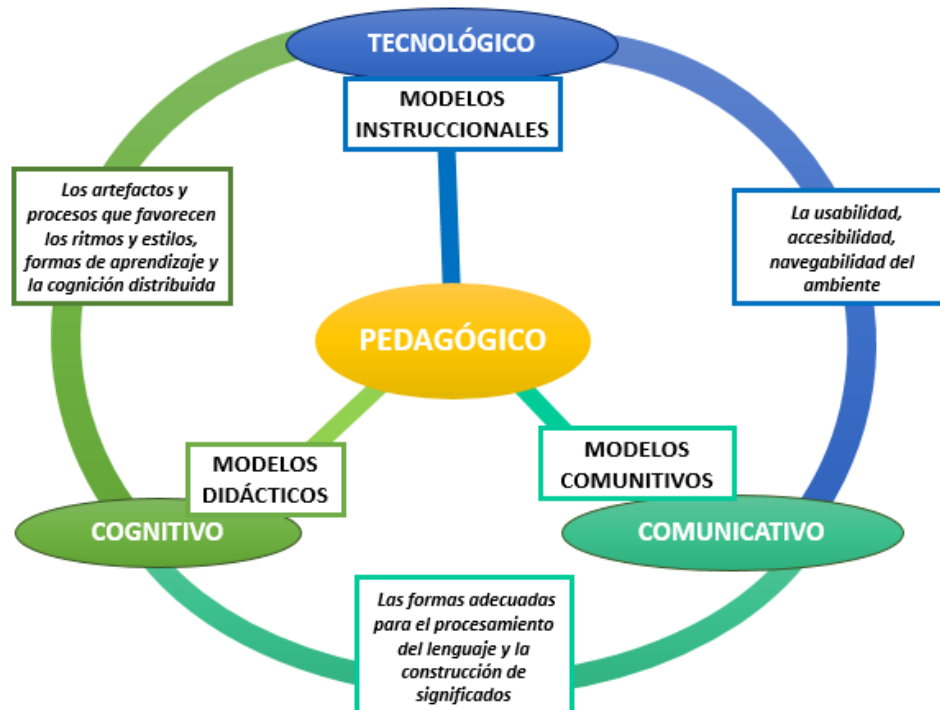 TECNOLÓGICO
MODELOS
INSTRUCCIONALES
Los artefactos y
procesos que favorecen
los ritmos y estilos,
formas de aprendizaje y
la cognición distribuida
La usabilidad,
accesibilidad,
navegabilidad del
ambiente
PEDAGÓGICO
MODELOS
DIDÁCTICOS
MODELOS
COMUNITIVOS
COGNITIVO
COMUNICATIVO
Las formas adecuadas
para el procesamiento
del lenguaje y la
construcción de
significados